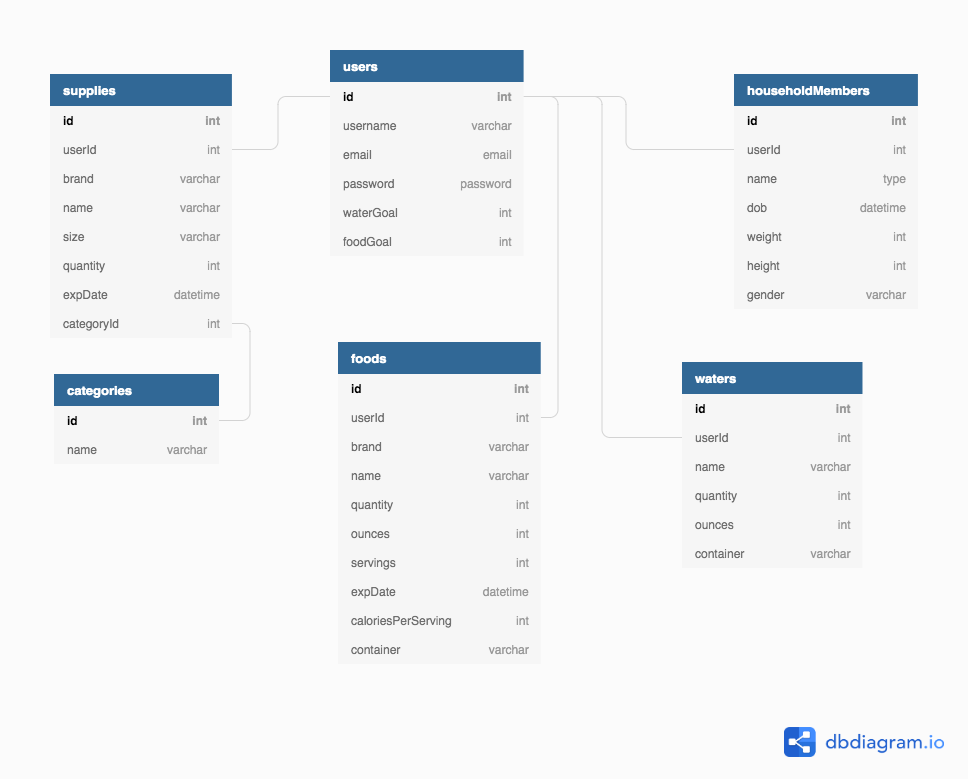 users
id int
username varchar
email email
password password
waterGoal int
foodGoal int
supplies
id int
userId int
brand varchar
name varchar
size varchar
quantity int
expDate datetime
categoryId int
householdMembers
id int
userId int
name type
dob datetime
weight int
height int
gender varchar
categories
id int
name varchar
foods
id int
userId int
brand varchar
name varchar
quantity int
ounces int
servings int
expDate datetime
caloriesPerServing int
container varchar
waters
id int
userId int
name varchar
quantity int
ounces int
container varchar
dbdiagram.io